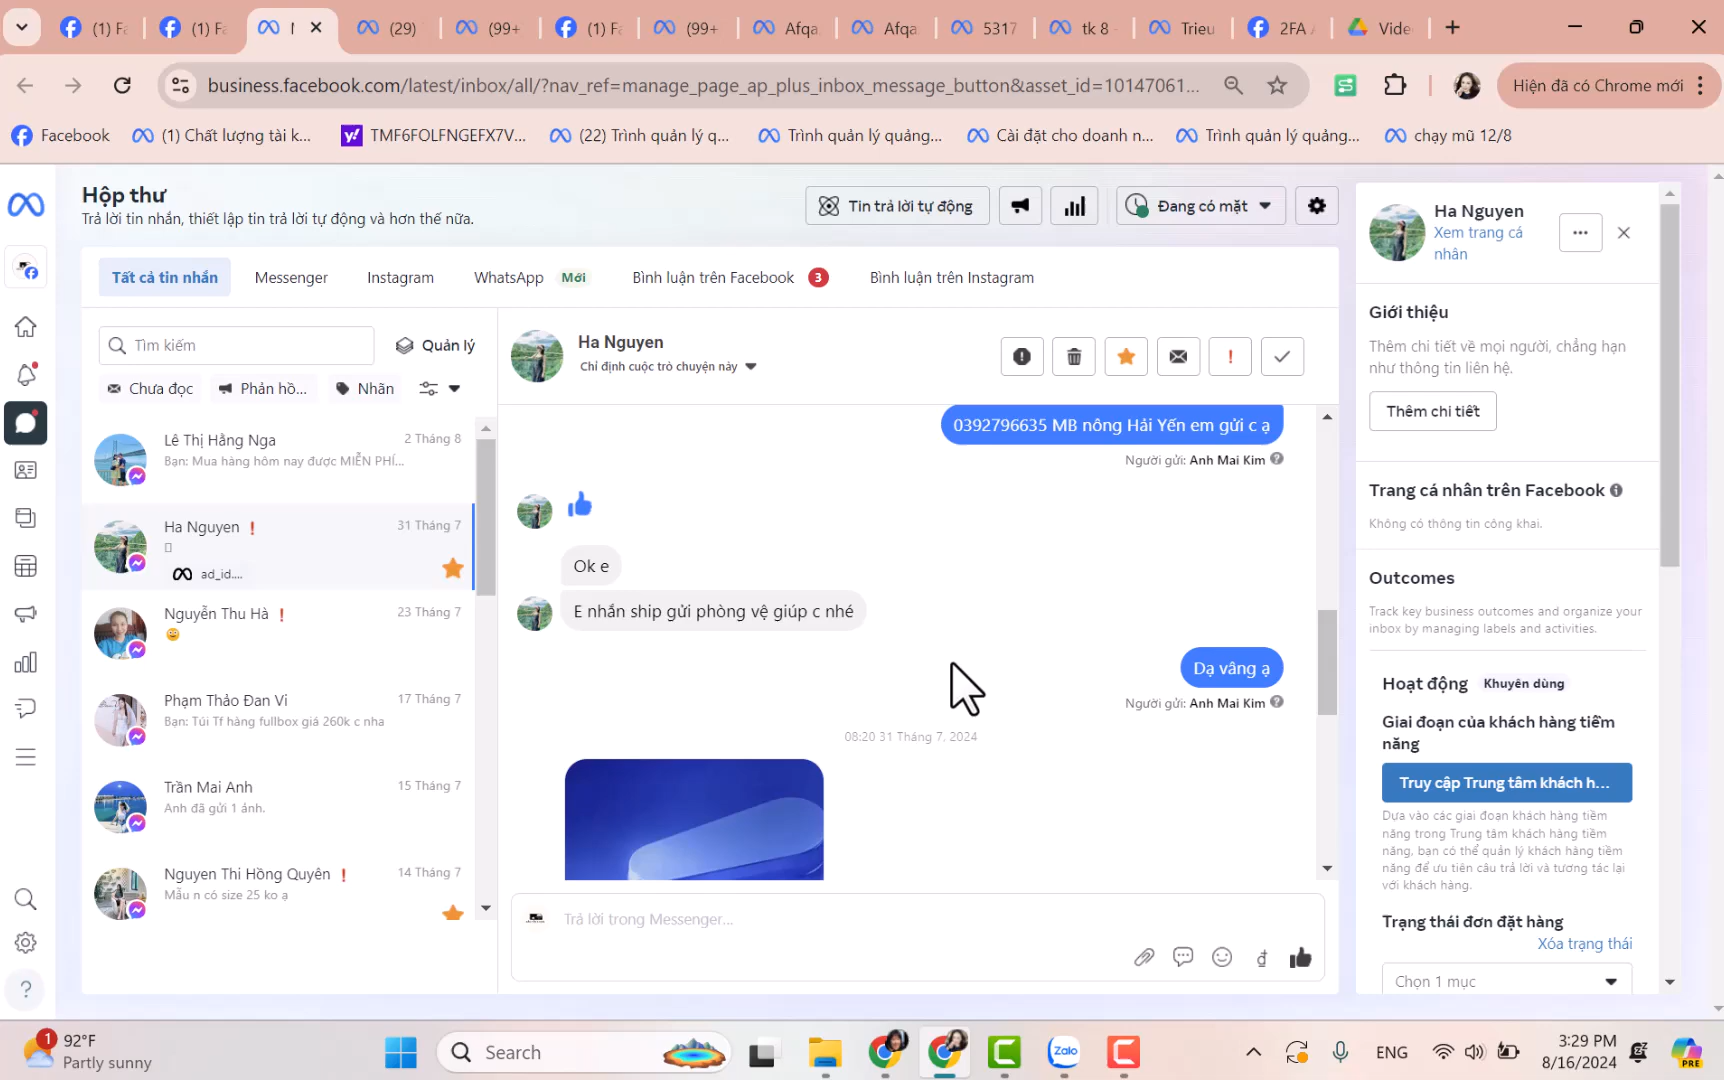 (1) Fa
(1) Fa
(29)
(99+
(1) Fa
(99+
Afqa
Afqa
5317
tk 8
Trieu
2FA
Vide
business.facebook.com/latest/inbox/all/?nav_ref=manage_page_ap_plus_inbox_message_button&asset_id=10147061...
Hiện đã có Chrome mới
Facebook
(1) Chất lượng tài k...
TMF6FOLFNGEFX7V...
(22) Trình quản lý q...
Trình quản lý quảng...
Cài đặt cho doanh n...
Trình quản lý quảng...
chạy mũ 12/8
Hộp thư
Trả lời tin nhắn, thiết lập tin trả lời tự động và hơn thế nữa.
Tin trả lời tự động
Đang có mặt
Tất cả tin nhắn
Messenger
Instagram
WhatsApp Mới
Bình luận trên Facebook 3
Bình luận trên Instagram
Tìm kiếm
Quản lý
Chưa đọc
Phản hồ...
Nhãn
Lê Thị Hằng Nga
2 Tháng 8
Bạn: Mua hàng hôm nay được MIỄN PHÍ...
Ha Nguyen
31 Tháng 7
ad_id....
Nguyễn Thu Hà
23 Tháng 7
Phạm Thảo Đan Vi
17 Tháng 7
Bạn: Túi Tf hàng fullbox giá 260k c nha
Trần Mai Anh
15 Tháng 7
Anh đã gửi 1 ảnh.
Nguyen Thi Hồng Quyên
14 Tháng 7
Mẫu n có size 25 ko ạ
Ha Nguyen
Chỉ định cuộc trò chuyện này
0392796635 MB nông Hải Yến em gửi c ạ
Người gửi: Anh Mai Kim
Ok e
E nhắn ship gửi phòng vệ giúp c nhé
Dạ vâng ạ
Người gửi: Anh Mai Kim
08:20 31 Tháng 7, 2024
Trả lời trong Messenger...
Ha Nguyen
Xem trang cá
nhân
Giới thiệu
Thêm chi tiết về mọi người, chẳng hạn
như thông tin liên hệ.
Thêm chi tiết
Trang cá nhân trên Facebook
Không có thông tin công khai.
Outcomes
Track key business outcomes and organize your
inbox by managing labels and activities.
Hoạt động Khuyên dùng
Giai đoạn của khách hàng tiềm
năng
Truy cập Trung tâm khách h...
Dựa vào các giai đoạn khách hàng tiềm
năng trong Trung tâm khách hàng tiềm
năng, bạn có thể quản lý khách hàng tiềm
năng để ưu tiên câu trả lời và tương tác lại
với khách hàng.
Trạng thái đơn đặt hàng
Xóa trạng thái
Chọn 1 mục
1
92°F
Partly sunny
Search
Zalo
ENG
3:29 PM
8/16/2024
PRE